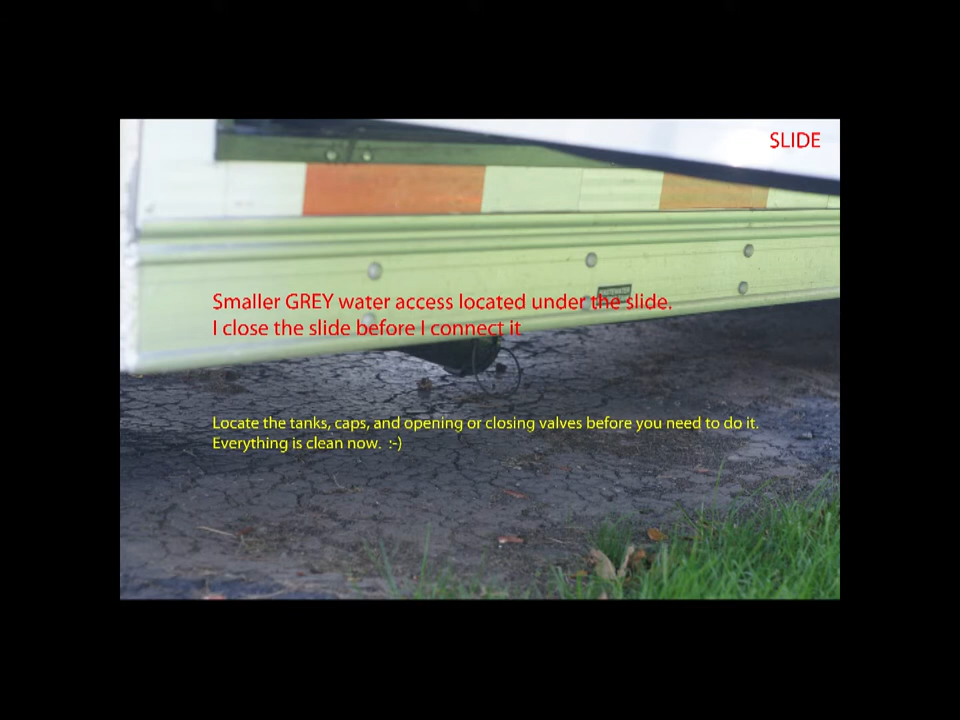 SLIDE
WASTEWATER
Smaller GREY water access located under the slide.
I close the slide before I connect it
Locate the tanks, caps, and opening or closing valves before you need to do it.
Everything is clean now. :-)